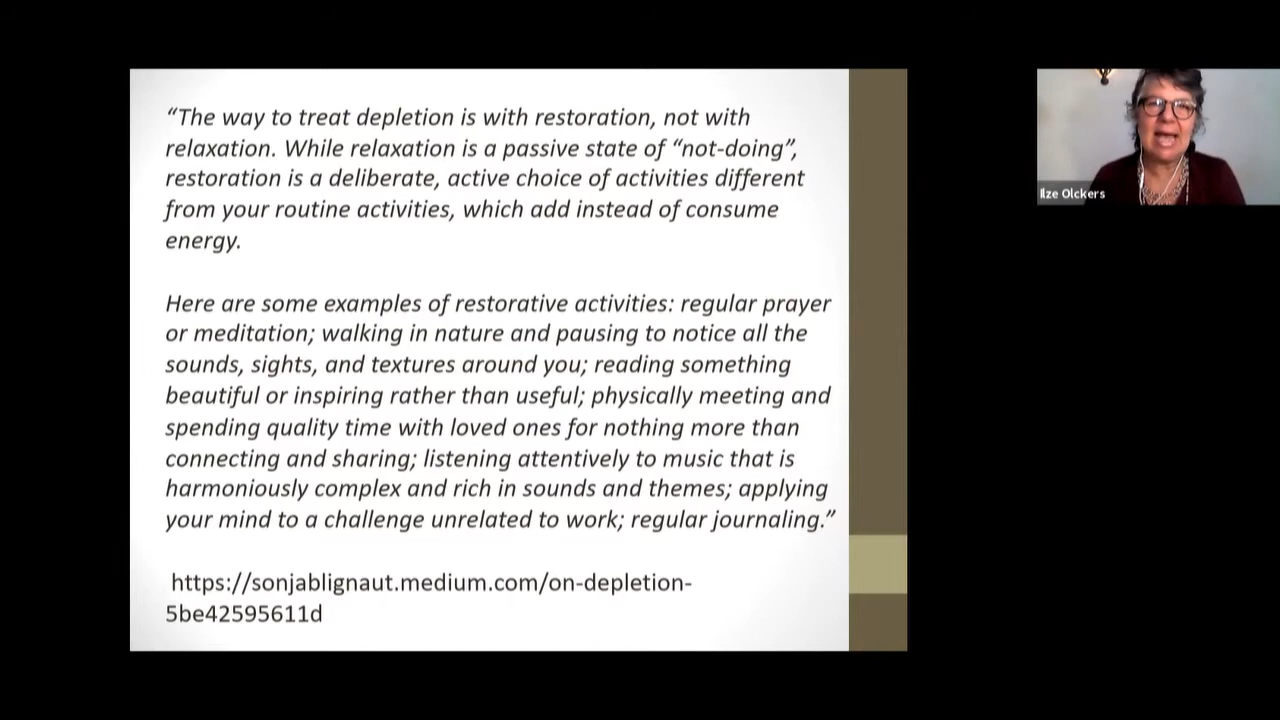 “The way to treat depletion is with restoration, not with
relaxation. While relaxation is a passive state of “not-doing”,
restoration is a deliberate, active choice of activities different
from your routine activities, which add instead of consume
energy.
Here are some examples of restorative activities: regular prayer
or meditation; walking in nature and pausing to notice all the
sounds, sights, and textures around you; reading something
beautiful or inspiring rather than useful; physically meeting and
spending quality time with loved ones for nothing more than
connecting and sharing; listening attentively to music that is
harmoniously complex and rich in sounds and themes; applying
your mind to a challenge unrelated to work; regular journaling.”
https://sonjablignaut.medium.com/on-depletion-
5be42595611d
Ilze Olckers